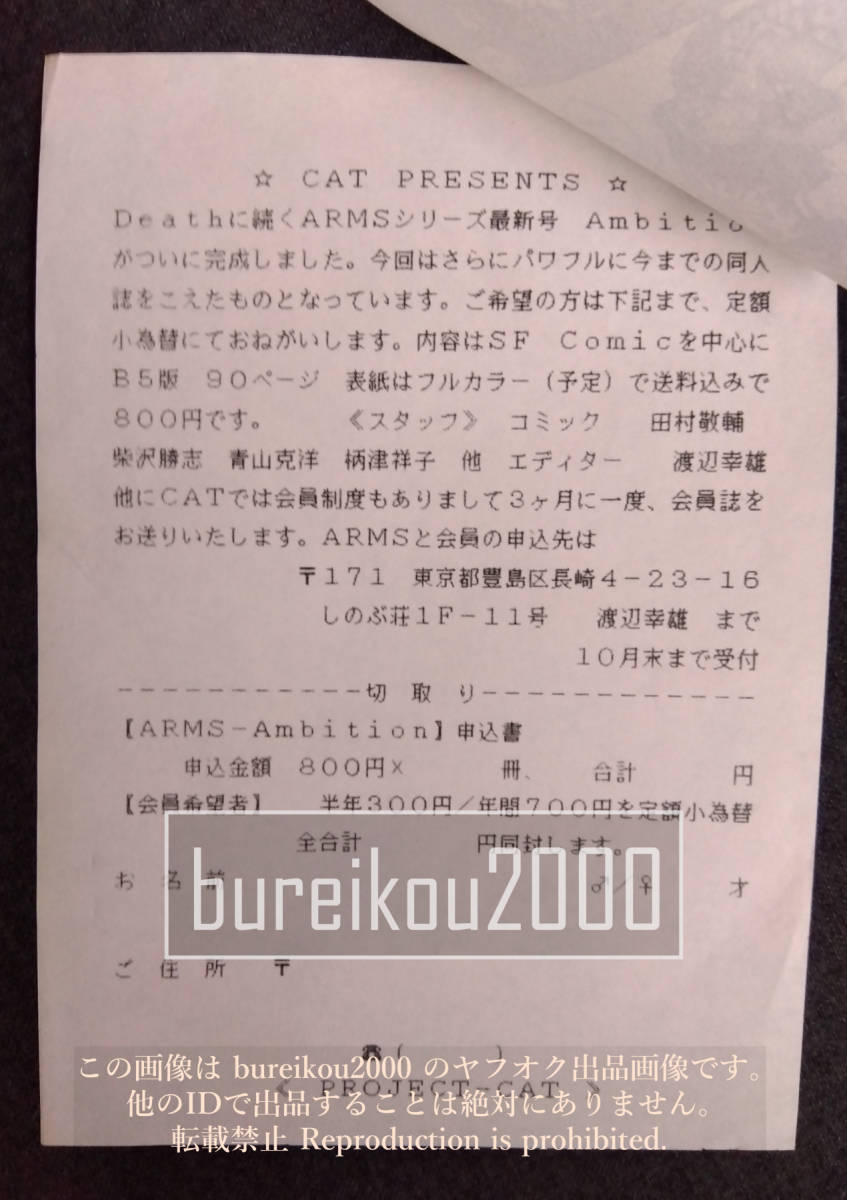 ☆ CAT PRESENTS ☆
Deathに続くARMSシリーズ最新号 Ambitio
がついに完成しました。今回はさらにパワフルに今までの同人
誌をこえたものとなっています。ご希望の方は下記まで、定額
小為替にておねがいします。内容はSF Comicを中心に
B5版 90ページ 表紙はフルカラー(予定)で送料込みで
800円です。 《スタッフ》 コミック 田村敬輔
柴沢勝志 青山克洋 柄津祥子 他 エディター 渡辺幸雄
他にCATでは会員制度もありまして3ヶ月に一度、会員誌を
お送りいたします。ARMSと会員の申込先は
〒171 東京都豊島区長崎4-23-16
しのぶ荘1F-11号 渡辺幸雄 まで
10月末まで受付
------------切 取 り-------------
【ARMS-Ambition】申込書
申込金額 800円× 冊、 合計 円
【会員希望者】 半年300円/年間700円を定額小為替
全合計 円同封します。
bureikou2000
お 名 前 ♂/♀ 才
ご 住 所 〒
☎( )
《 PROJECT-CAT 》
この画像は bureikou2000 のヤフオク出品画像です。
他のIDで出品することは絶対にありません。
転載禁止 Reproduction is prohibited.